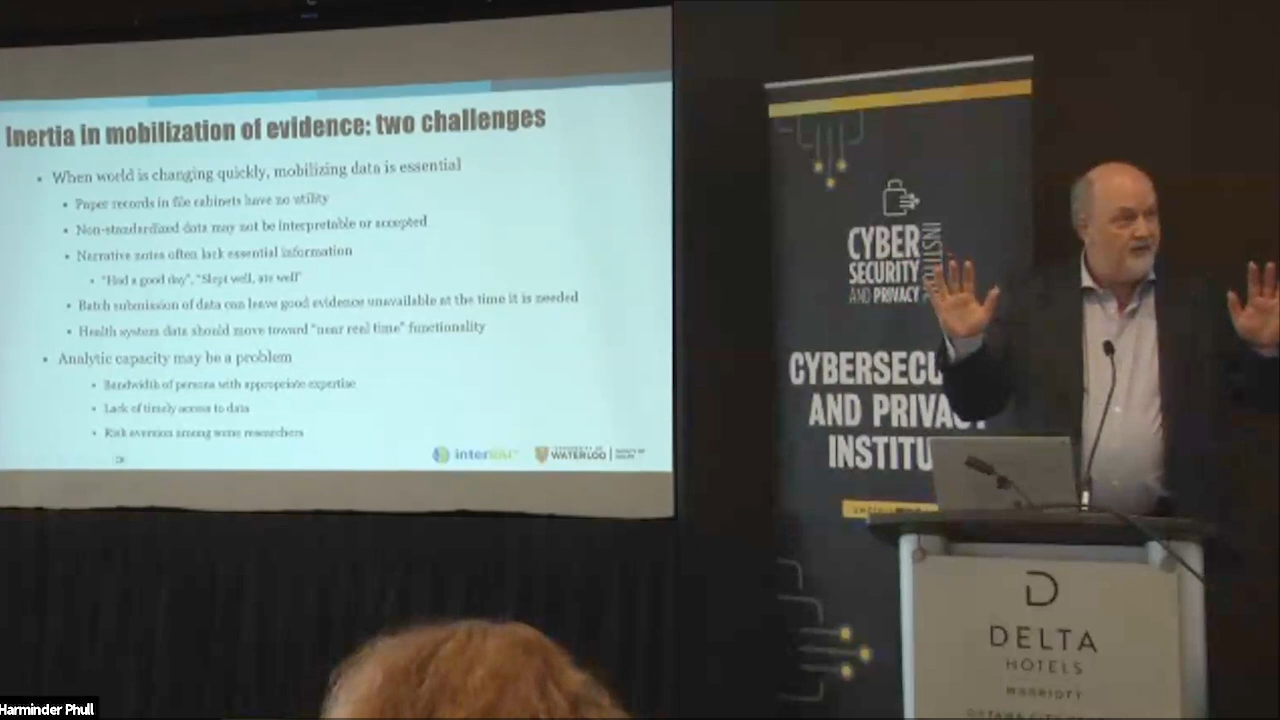 Inertia in mobilization of evidence: two challenges
• When world is changing quickly, mobilizing data is essential
• Paper records in file cabinets have no utility
• Non-standardized data may not be interpretable or accepted
• Narrative notes often lack essential information
• "Had a good day", "Slept well, ate well"
• Batch submission of data can leave good evidence unavailable at the time it is needed
• Health system data should move toward "near real time" functionality
• Analytic capacity may be a problem
• Bandwidth of persons with appropriate expertise
• Lack of timely access to data
• Risk aversion among some researchers
interRAI
UNIVERSITY OF
WATERLOO
CYBER
SECURITY
AND PRIVACY
CYBERSECU
AND PRIVA
INSTITU
DELTA
HOTELS
MARRIOTT
OTTAWA
Harminder Phull